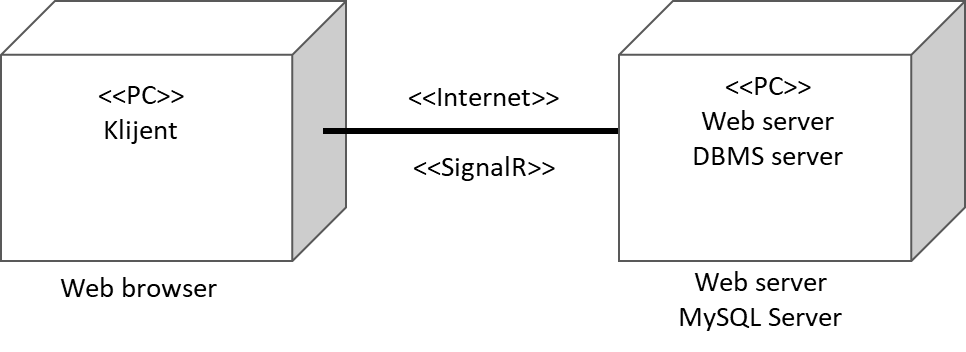 <<PC>>
Klijent
Web browser
<<Internet>>
<<SignalR>>
<<PC>>
Web server
DBMS server
Web server
MySQL Server